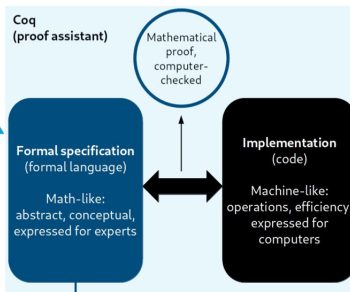 Coq
(proof assistant)
Mathematical
proof,
computer-
checked
Formal specification
(formal language)
Math-like:
abstract, conceptual,
expressed for experts
Implementation
(code)
Machine-like:
operations, efficiency
expressed for
computers